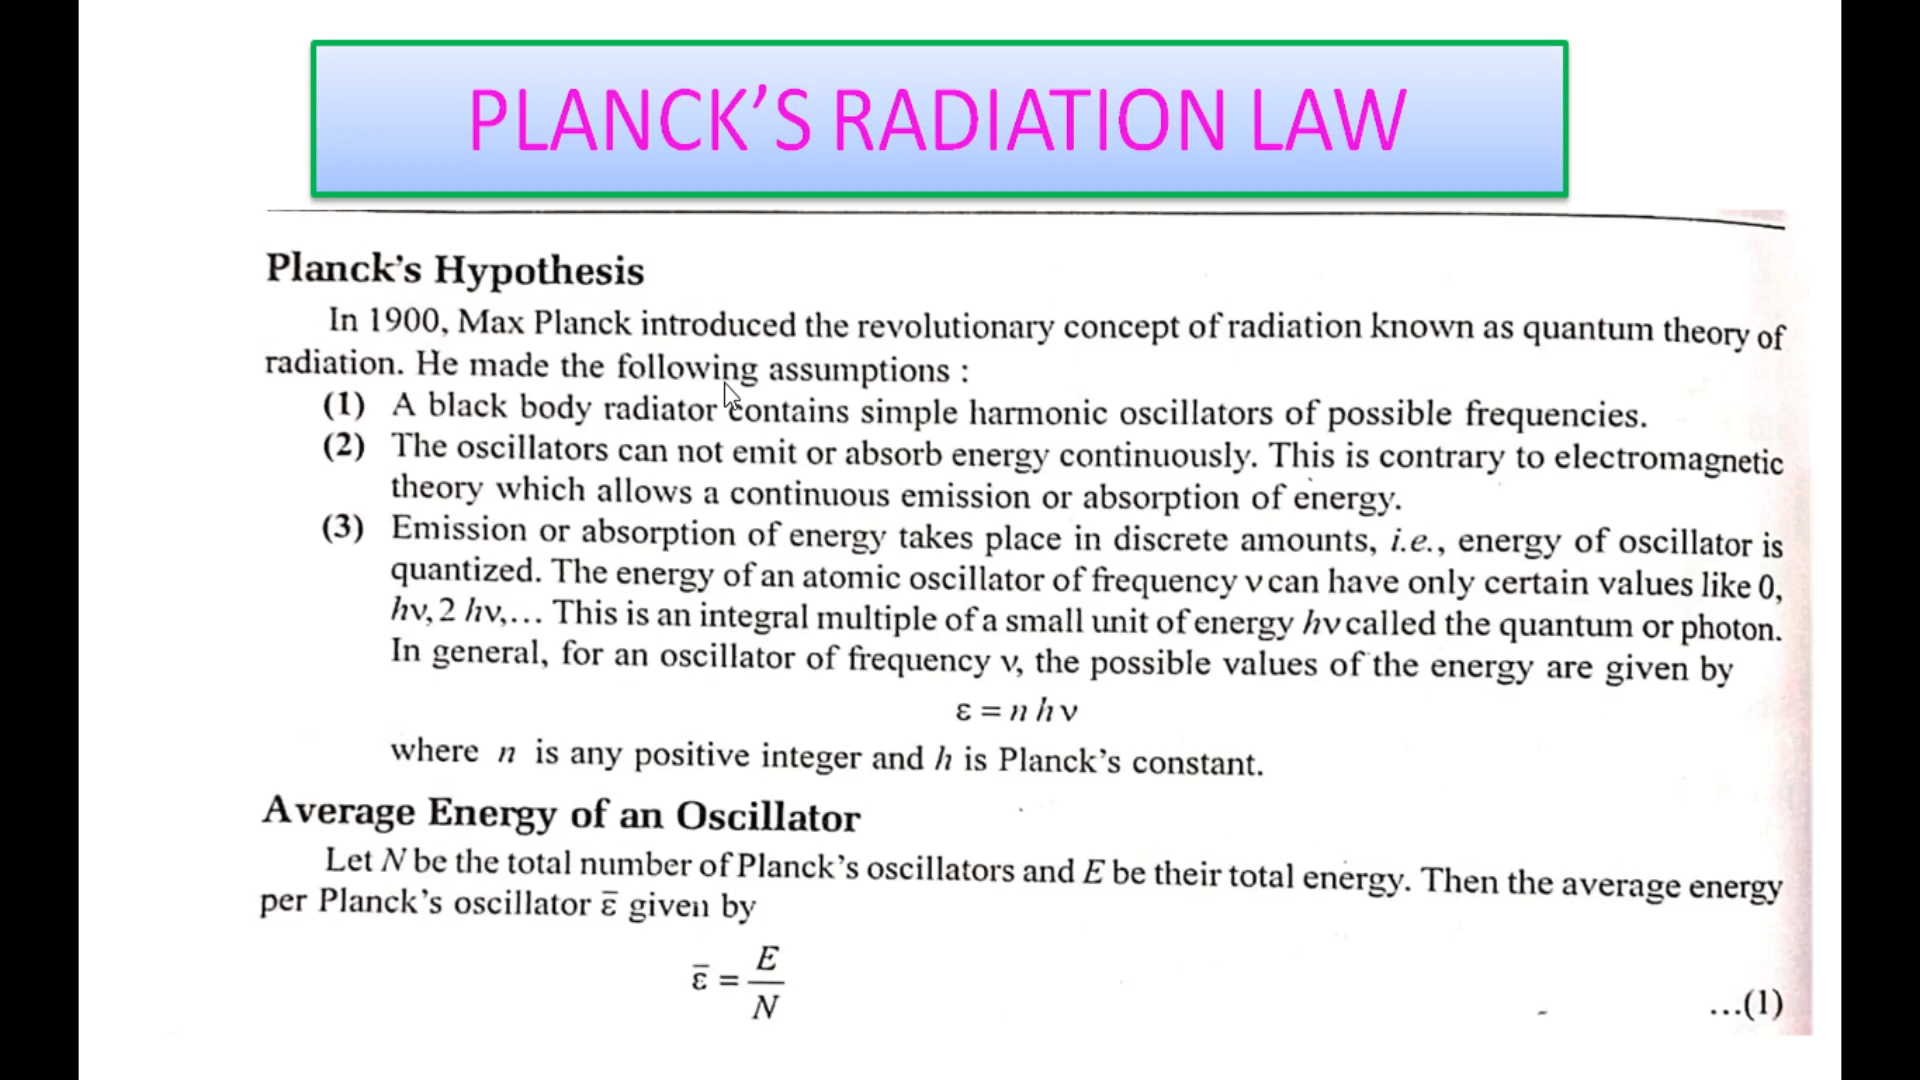 PLANCK’S RADIATION LAW
Planck’s Hypothesis
In 1900, Max Planck introduced the revolutionary concept of radiation known as quantum theory of
radiation. He made the following assumptions :
(1) A black body radiator contains simple harmonic oscillators of possible frequencies.
(2) The oscillators can not emit or absorb energy continuously. This is contrary to electromagnetic
theory which allows a continuous emission or absorption of energy.
(3) Emission or absorption of energy takes place in discrete amounts, i.e., energy of oscillator is
quantized. The energy of an atomic oscillator of frequency ν can have only certain values like 0,
hν, 2 hν,… This is an integral multiple of a small unit of energy hν called the quantum or photon.
In general, for an oscillator of frequency ν, the possible values of the energy are given by
ε = n h ν
where n is any positive integer and h is Planck’s constant.
Average Energy of an Oscillator
Let N be the total number of Planck’s oscillators and E be their total energy. Then the average energy
per Planck’s oscillator ε̄ given by
ε̄ = E/N …(1)